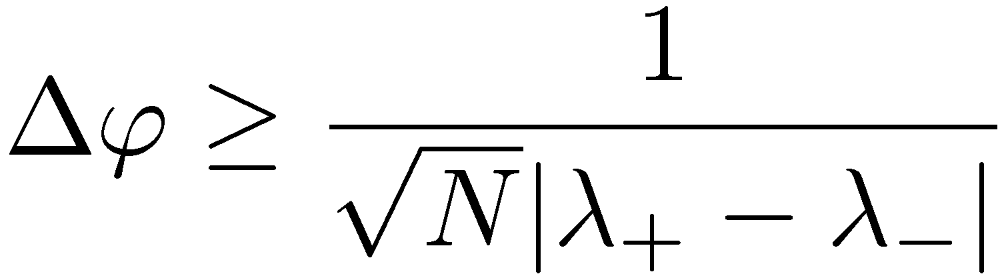 Δφ ≥ 1 / (√N |λ₊ − λ₋|)